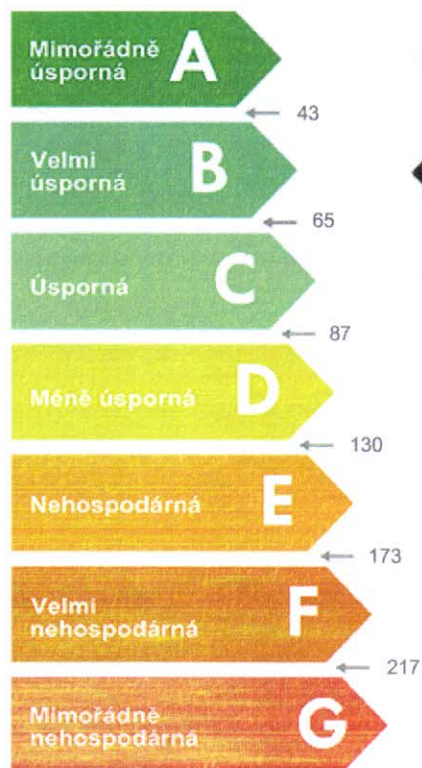 Mimořádně
úsporná
A
43
Velmi
úsporná
B
65
Úsporná
C
87
Méně úsporná
D
130
Nehospodárná
E
173
Velmi
nehospodárná
F
217
Mimořádně
nehospodárná
G